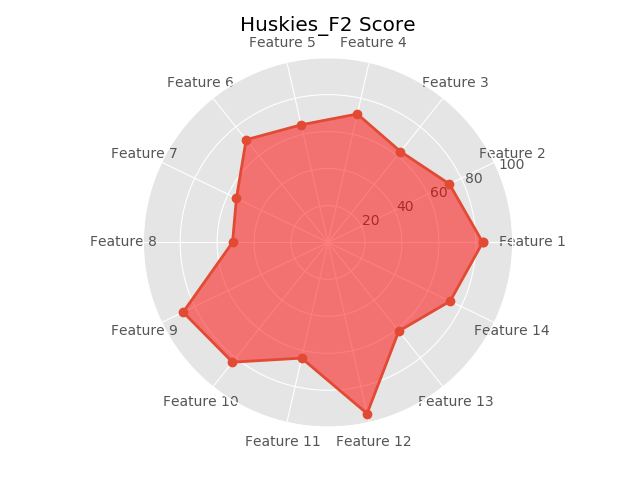 Huskies_F2 Score
Feature 5
Feature 4
Feature 6
Feature 3
Feature 7
Feature 2
100
80
60
40
20
Feature 8
Feature 1
Feature 9
Feature 14
Feature 10
Feature 13
Feature 11
Feature 12